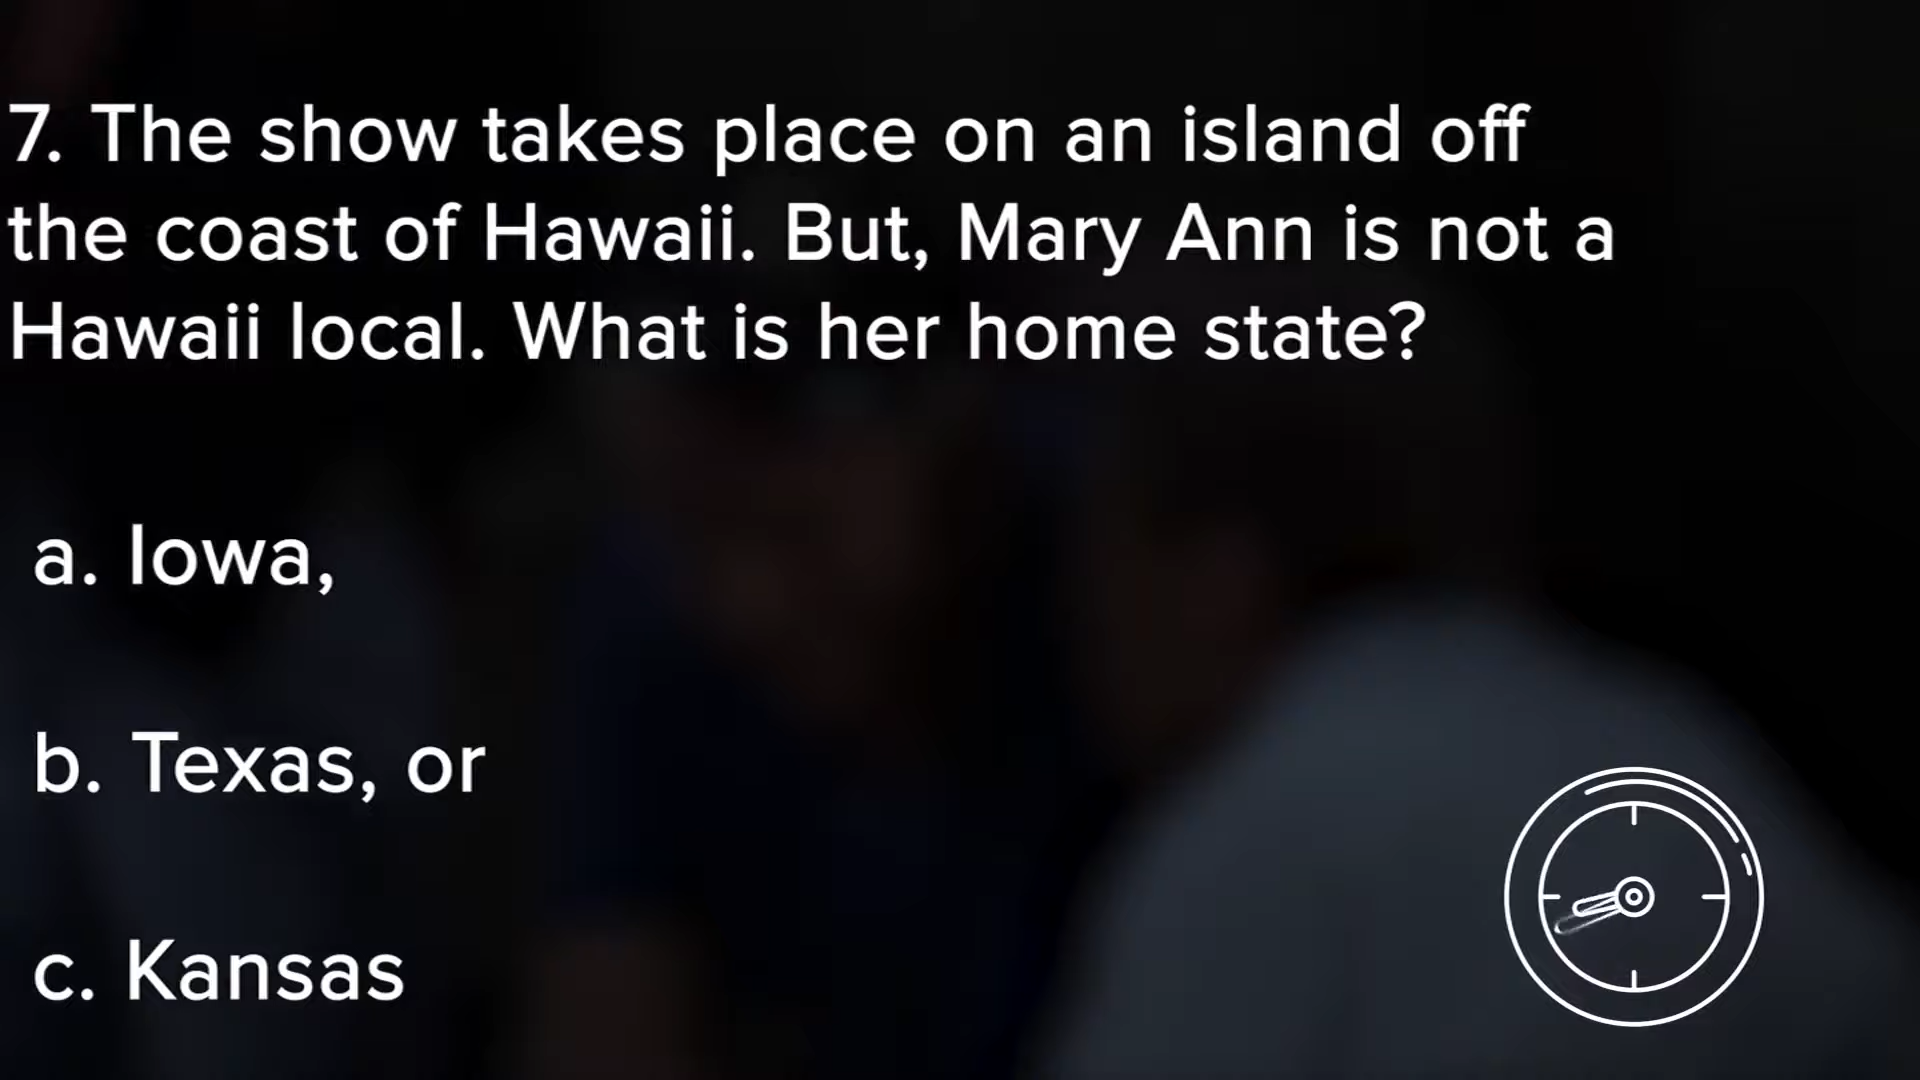 7. The show takes place on an island off
the coast of Hawaii. But, Mary Ann is not a
Hawaii local. What is her home state?
a. Iowa,
b. Texas, or
c. Kansas